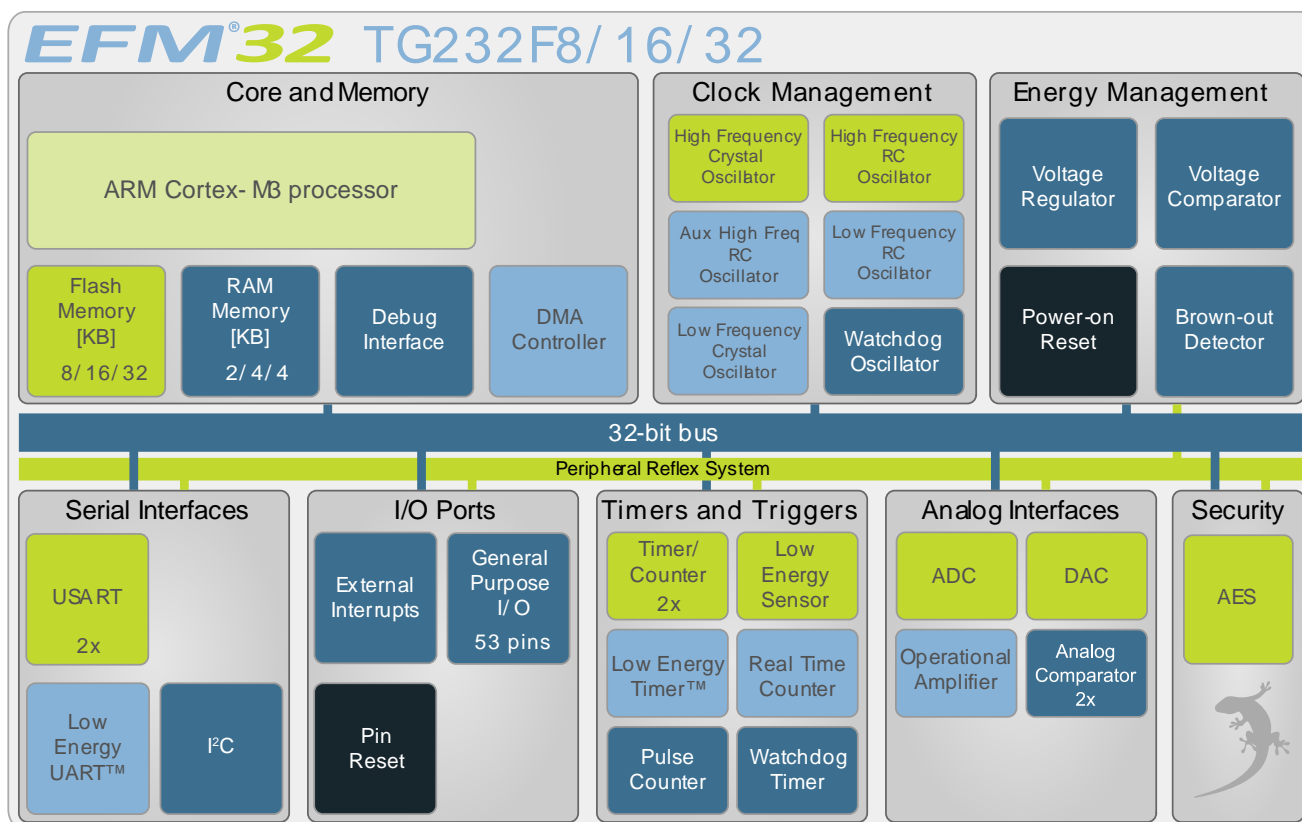 EFM®32 TG232F8/16/32
Core and Memory
ARM Cortex-M3 processor
Flash
Memory
[KB]
8/16/32
RAM
Memory
[KB]
2/4/4
Debug
Interface
DMA
Controller
Clock Management
High Frequency
Crystal
Oscillator
High Frequency
RC
Oscillator
Aux High Freq
RC
Oscillator
Low Frequency
RC
Oscillator
Low Frequency
Crystal
Oscillator
Watchdog
Oscillator
Energy Management
Voltage
Regulator
Voltage
Comparator
Power-on
Reset
Brown-out
Detector
32-bit bus
Peripheral Reflex System
Serial Interfaces
USART
2x
Low
Energy
UART™
I²C
I/O Ports
External
Interrupts
General
Purpose
I/O
53 pins
Pin
Reset
Timers and Triggers
Timer/
Counter
2x
Low
Energy
Sensor
Low Energy
Timer™
Real Time
Counter
Pulse
Counter
Watchdog
Timer
Analog Interfaces
ADC
DAC
Operational
Amplifier
Analog
Comparator
2x
Security
AES